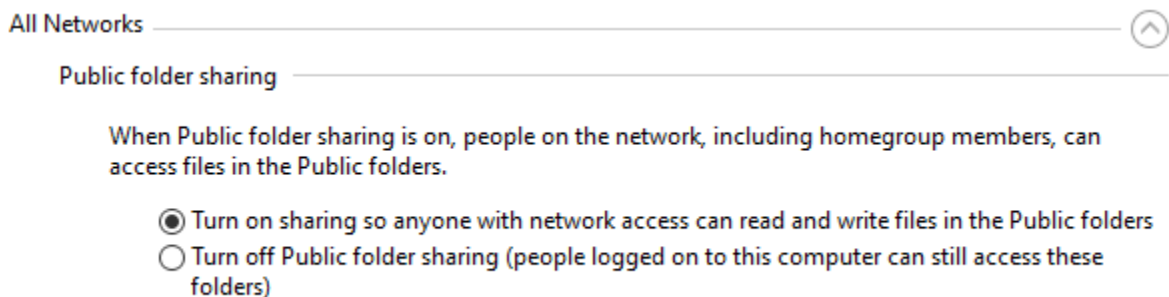 All Networks
Public folder sharing
When Public folder sharing is on, people on the network, including homegroup members, can
access files in the Public folders.
Turn on sharing so anyone with network access can read and write files in the Public folders
Turn off Public folder sharing (people logged on to this computer can still access these
folders)